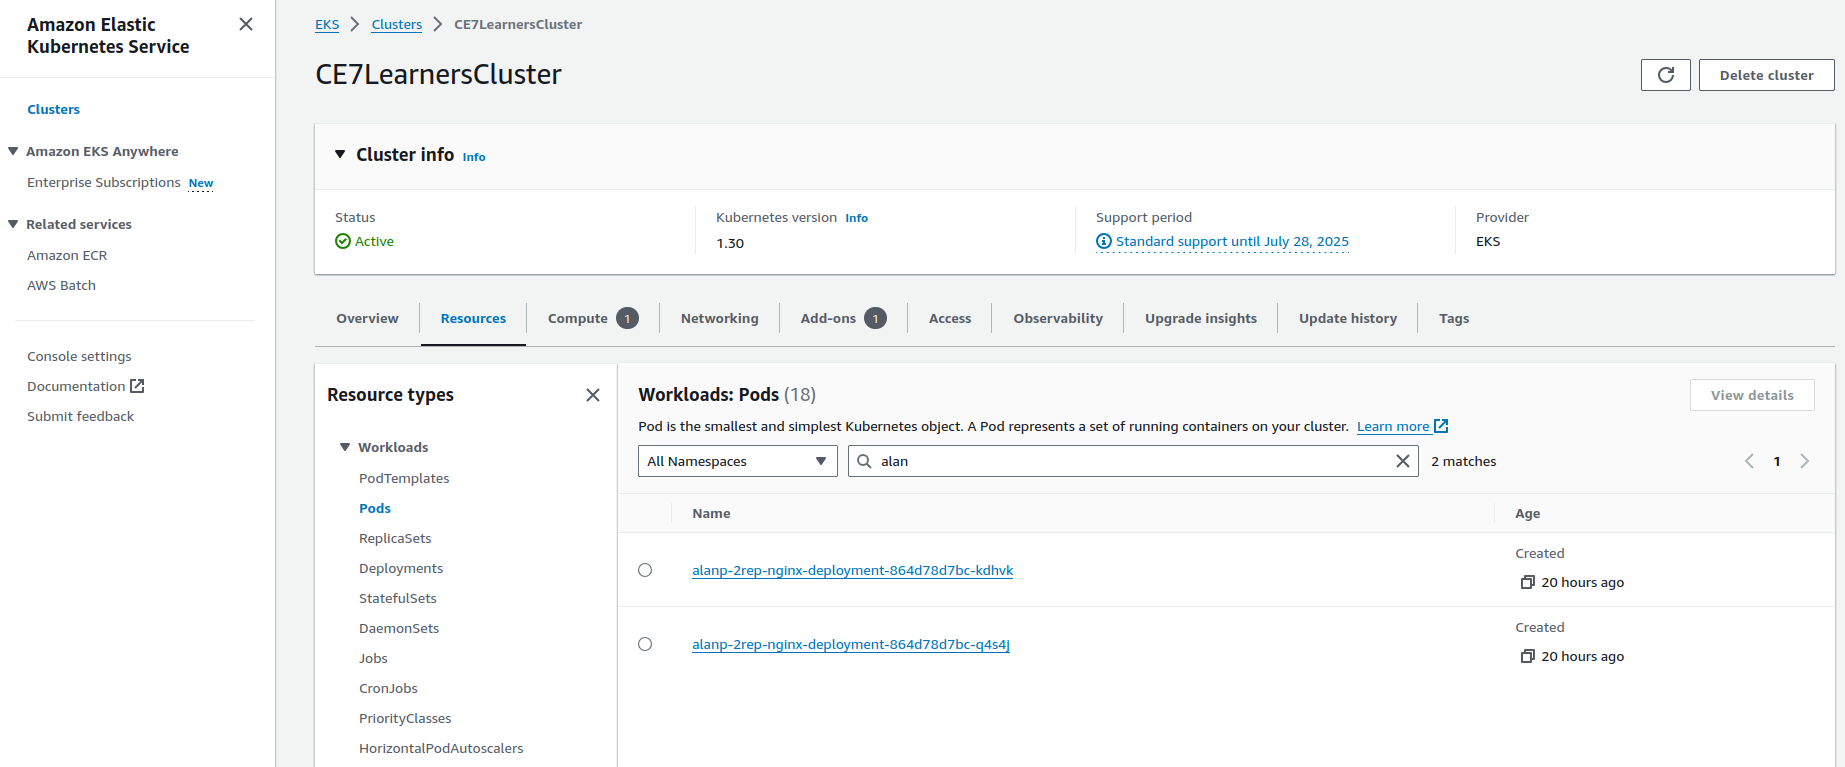 Amazon Elastic
Kubernetes Service
Clusters
Amazon EKS Anywhere
Enterprise Subscriptions New
Related services
Amazon ECR
AWS Batch
Console settings
Documentation
Submit feedback
EKS Clusters CE7LearnersCluster
CE7LearnersCluster
Delete cluster
Cluster info Info
Status
Active
Kubernetes version Info
1.30
Support period
Standard support until July 28, 2025
Provider
EKS
Overview Resources Compute 1 Networking Add-ons 1 Access Observability Upgrade insights Update history Tags
Resource types
Workloads
PodTemplates
Pods
ReplicaSets
Deployments
StatefulSets
DaemonSets
Jobs
CronJobs
PriorityClasses
HorizontalPodAutoscalers
Workloads: Pods (18)
View details
Pod is the smallest and simplest Kubernetes object. A Pod represents a set of running containers on your cluster. Learn more
All Namespaces alan 2 matches 1
Name Age
alanp-2rep-nginx-deployment-864d78d7bc-kdhvk
Created
20 hours ago
alanp-2rep-nginx-deployment-864d78d7bc-q4s4j
Created
20 hours ago